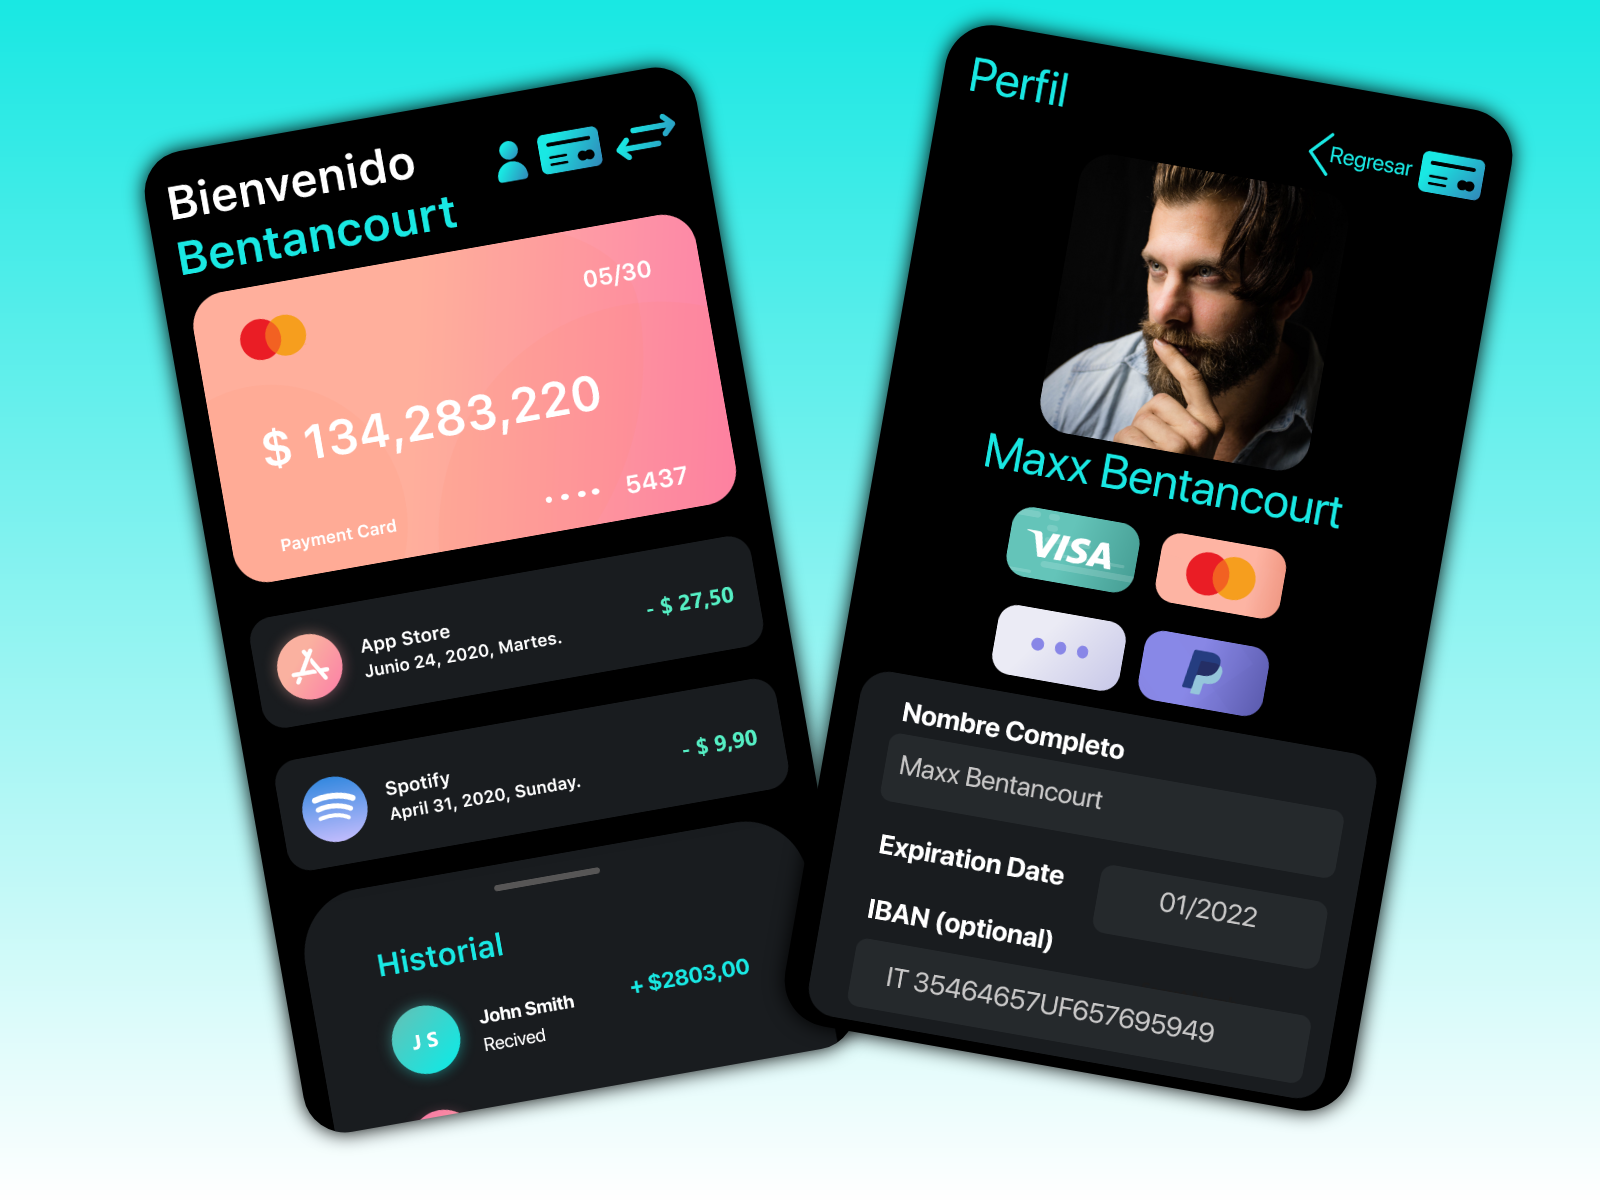 Bienvenido
Bentancourt
05/30
$ 134,283,220
•••• 5437
Payment Card
App Store
Junio 24, 2020, Martes.
- $ 27,50
Spotify
April 31, 2020, Sunday.
- $ 9,90
Historial
J S
John Smith
Recived
+ $2803,00
Perfil
Regresar
Maxx Bentancourt
VISA
Nombre Completo
Maxx Bentancourt
Expiration Date
01/2022
IBAN (optional)
IT 35464657UF657695949